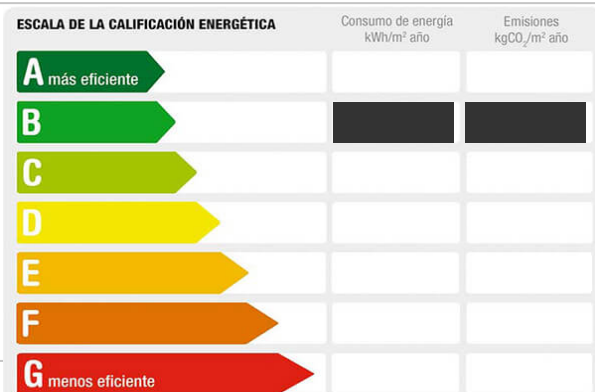 ESCALA DE LA CALIFICACIÓN ENERGÉTICA
Consumo de energía
kWh/m² año
Emisiones
kgCO₂/m² año
A más eficiente
B
C
D
E
F
G menos eficiente